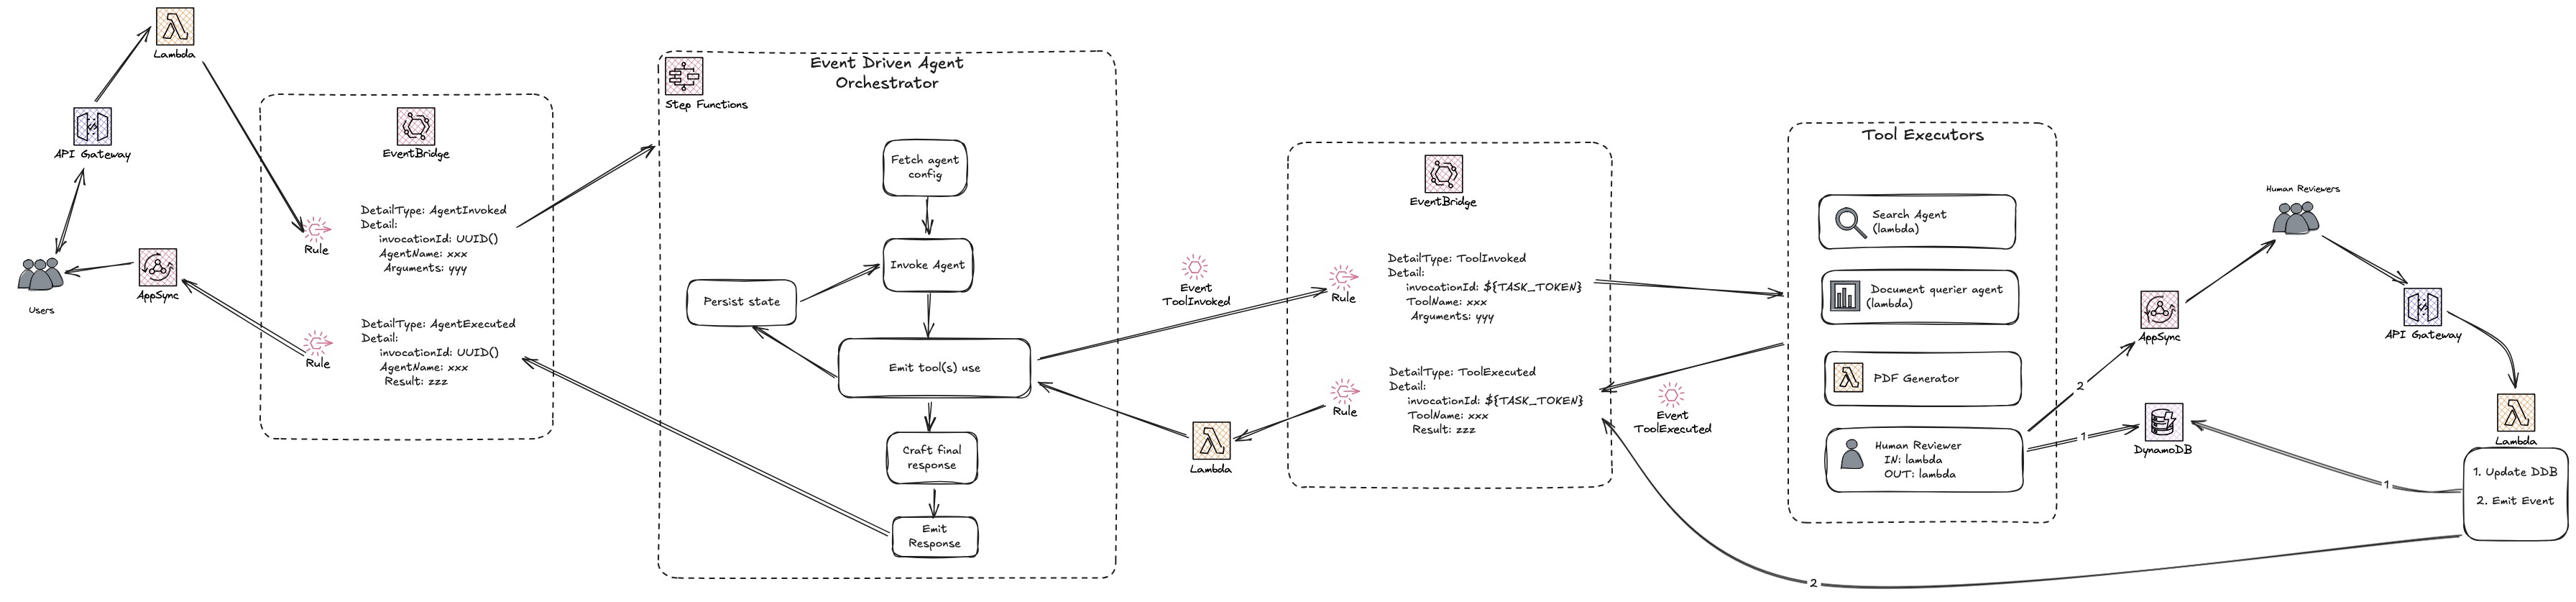 Lambda
API Gateway
Users
AppSync
EventBridge
Rule
DetailType: AgentInvoked
Detail:
invocationId: UUID()
AgentName: xxx
Arguments: yyy
Rule
DetailType: AgentExecuted
Detail:
invocationId: UUID()
AgentName: xxx
Result: zzz
Step Functions
Event Driven Agent
Orchestrator
Fetch agent
config
Invoke Agent
Persist state
Emit tool(s) use
Craft final
response
Emit
Response
Event
ToolInvoked
Lambda
EventBridge
Rule
DetailType: ToolInvoked
Detail:
invocationId: ${TASK_TOKEN}
ToolName: xxx
Arguments: yyy
Rule
DetailType: ToolExecuted
Detail:
invocationId: ${TASK_TOKEN}
ToolName: xxx
Result: zzz
Event
ToolExecuted
Tool Executors
Search Agent
(lambda)
Document querier agent
(lambda)
PDF Generator
Human Reviewer
IN: lambda
OUT: lambda
2
1
AppSync
DynamoDB
Human Reviewers
API Gateway
Lambda
1. Update DDB
2. Emit Event
1
2